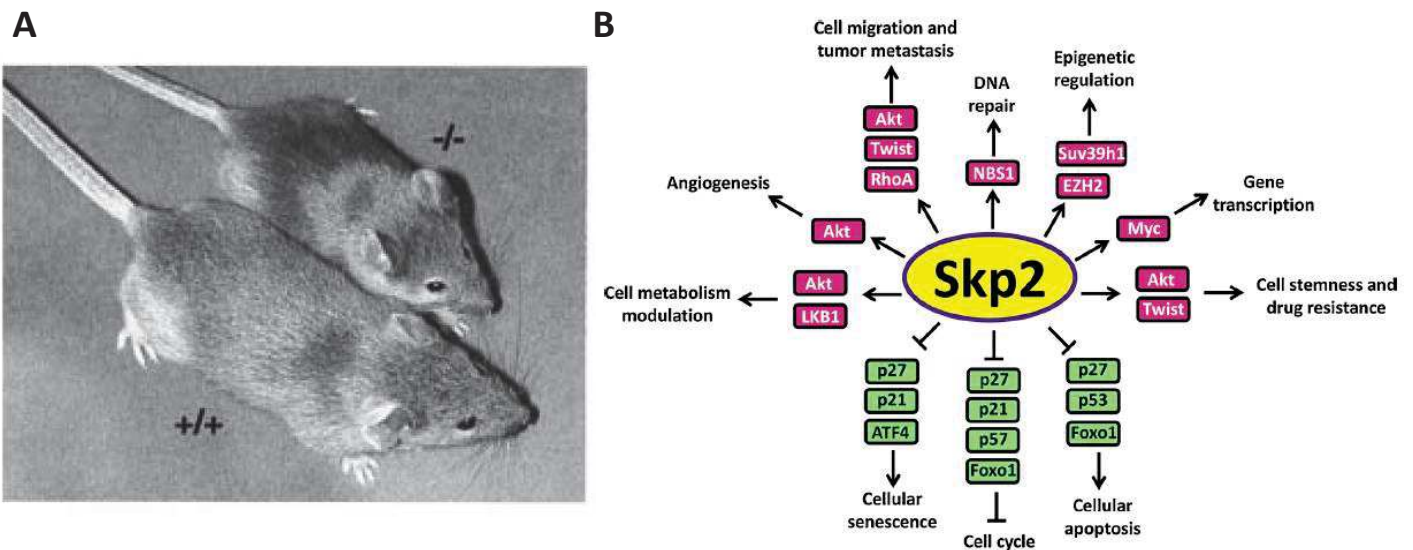 A
-/-
+/+
B
Cell migration and
tumor metastasis
Akt
Twist
RhoA
DNA
repair
NBS1
Epigenetic
regulation
Suv39h1
EZH2
Angiogenesis
Akt
Gene
transcription
Myc
Skp2
Cell metabolism
modulation
Akt
LKB1
Akt
Twist
Cell stemness and
drug resistance
p27
p21
ATF4
Cellular
senescence
p27
p21
p57
Foxo1
Cell cycle
p27
p53
Foxo1
Cellular
apoptosis